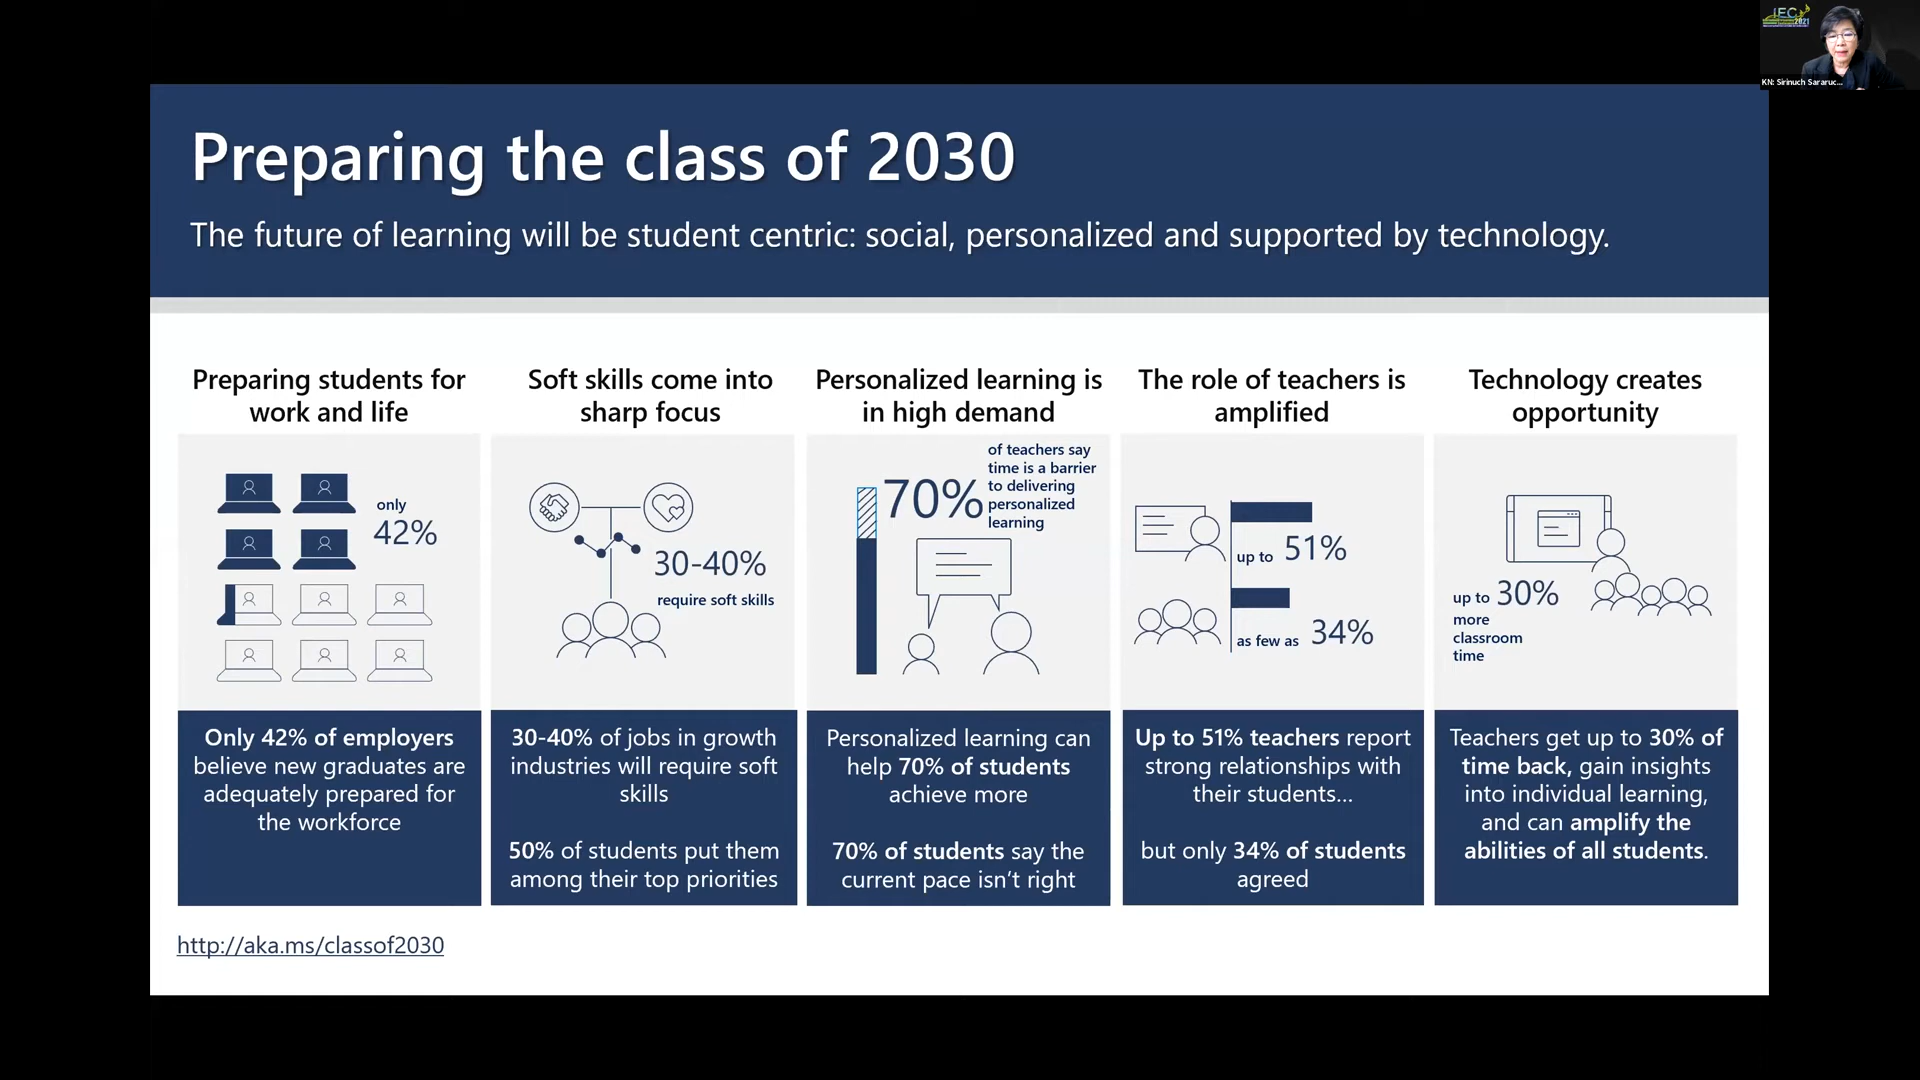 IEC
2021
KN: Sirinuch Sararuc...
Preparing the class of 2030
The future of learning will be student centric: social, personalized and supported by technology.
Preparing students for
work and life
only
42%
Only 42% of employers
believe new graduates are
adequately prepared for
the workforce
Soft skills come into
sharp focus
30-40%
require soft skills
30-40% of jobs in growth
industries will require soft
skills
50% of students put them
among their top priorities
Personalized learning is
in high demand
70%
of teachers say
time is a barrier
to delivering
personalized
learning
Personalized learning can
help 70% of students
achieve more
70% of students say the
current pace isn't right
The role of teachers is
amplified
up to 51%
as few as 34%
Up to 51% teachers report
strong relationships with
their students...
but only 34% of students
agreed
Technology creates
opportunity
up to 30%
more
classroom
time
Teachers get up to 30% of
time back, gain insights
into individual learning,
and can amplify the
abilities of all students.
http://aka.ms/classof2030